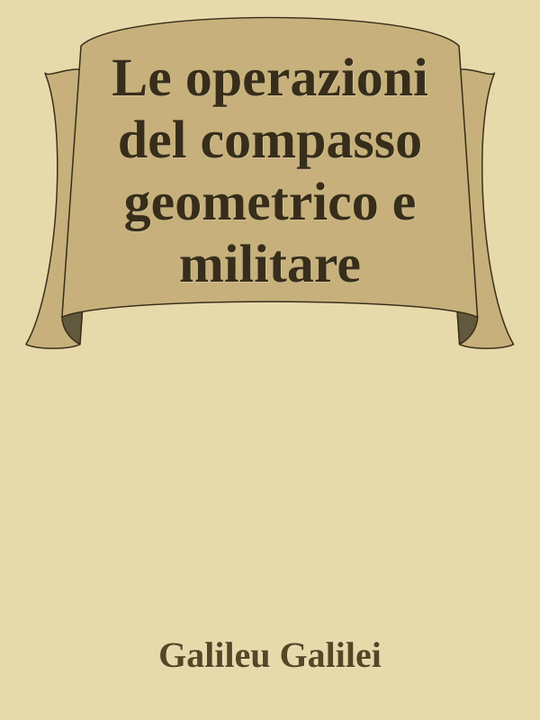 Le operazioni
del compasso
geometrico e
militare
Galileu Galilei